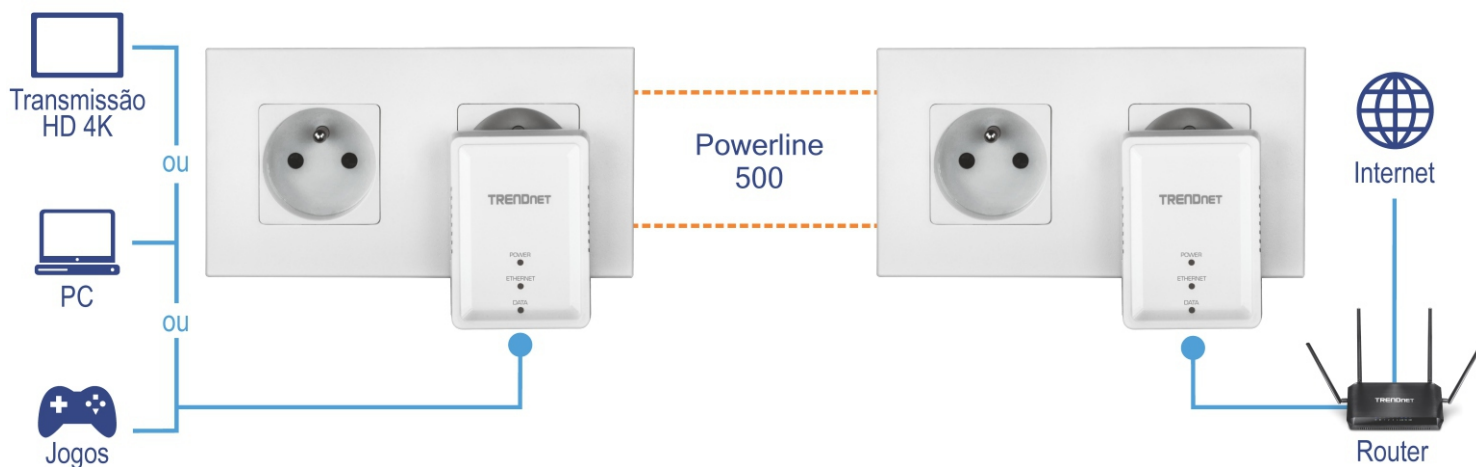 Transmissão
HD 4K
ou
PC
ou
Jogos
TRENDNET
POWER
ETHERNET
DATA
Powerline
500
TRENDNET
POWER
ETHERNET
DATA
Internet
TRENDNET
Router